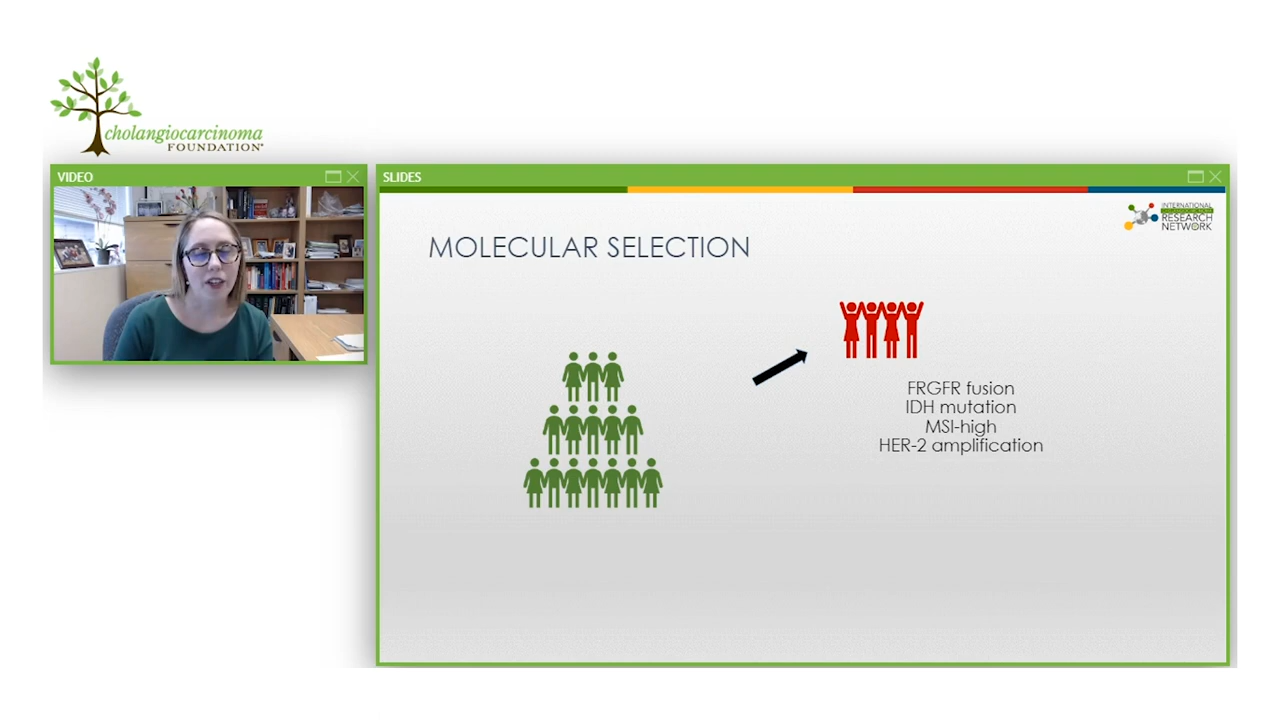 cholangiocarcinoma
FOUNDATION®
VIDEO
SLIDES
INTERNATIONAL
RESEARCH
NETWORK
MOLECULAR SELECTION
FRGFR fusion
IDH mutation
MSI-high
HER-2 amplification